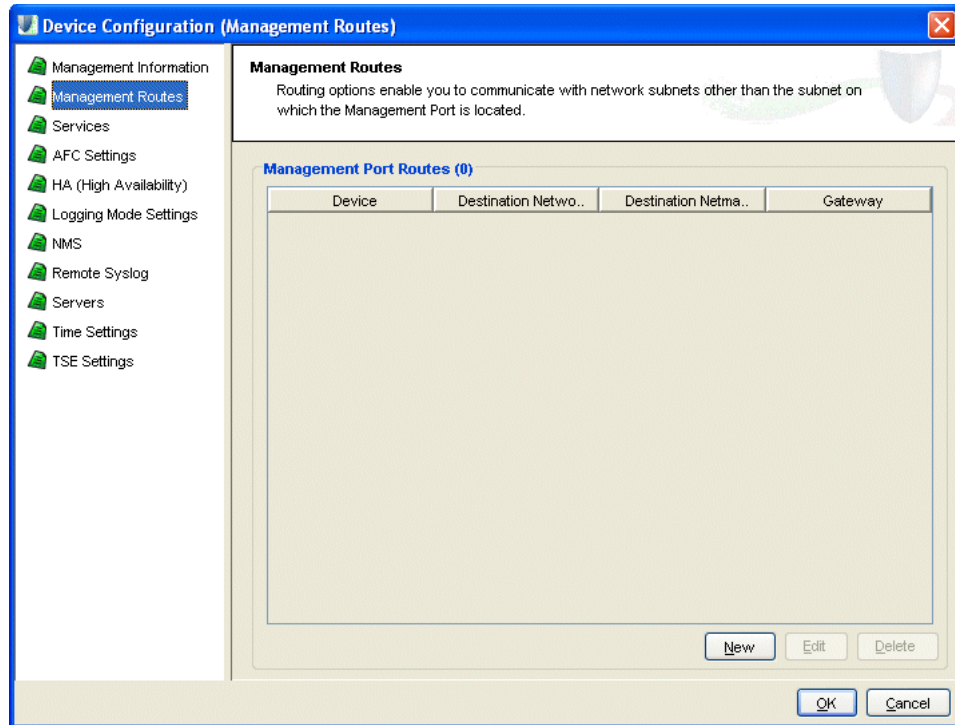 Device Configuration (Management Routes)
Management Information
Management Routes
Services
AFC Settings
HA (High Availability)
Logging Mode Settings
NMS
Remote Syslog
Servers
Time Settings
TSE Settings
Management Routes
Routing options enable you to communicate with network subnets other than the subnet on
which the Management Port is located.
Management Port Routes (0)
Device Destination Netwo.. Destination Netma.. Gateway
New Edit Delete
OK Cancel